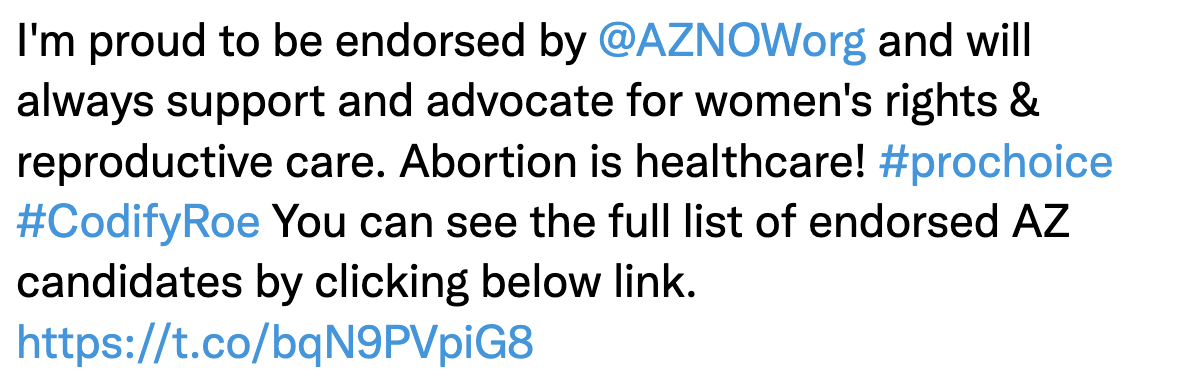 I'm proud to be endorsed by @AZNOWorg and will
always support and advocate for women's rights &
reproductive care. Abortion is healthcare! #prochoice
#CodifyRoe You can see the full list of endorsed AZ
candidates by clicking below link.
https://t.co/bqN9PVpiG8